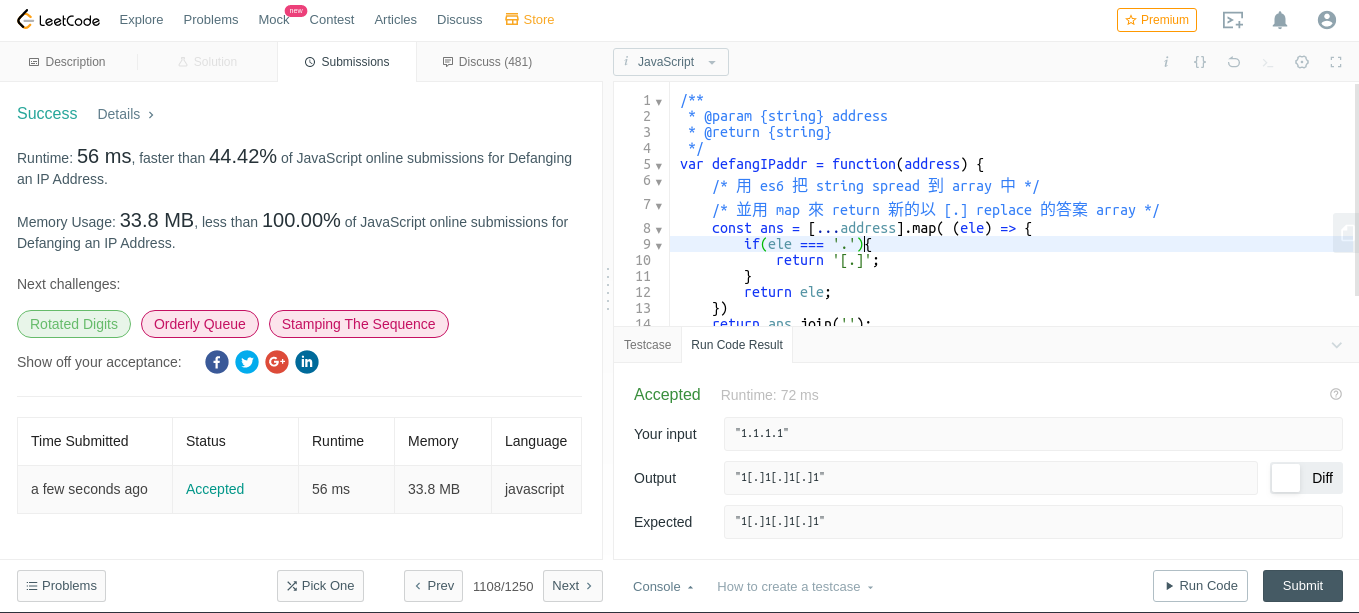 LeetCode Explore Problems Mock new Contest Articles Discuss Store Premium
Description Solution Submissions Discuss (481)
Success Details
Runtime: 56 ms, faster than 44.42% of JavaScript online submissions for Defanging
an IP Address.
Memory Usage: 33.8 MB, less than 100.00% of JavaScript online submissions for
Defanging an IP Address.
Next challenges:
Rotated Digits Orderly Queue Stamping The Sequence
Show off your acceptance:
Time Submitted Status Runtime Memory Language
a few seconds ago Accepted 56 ms 33.8 MB javascript
Problems Pick One Prev 1108/1250 Next
i JavaScript
1 /**
2 * @param {string} address
3 * @return {string}
4 */
5 var defangIPaddr = function(address) {
6 /* 用 es6 把 string spread 到 array 中 */
7 /* 並用 map 來 return 新的以 [.] replace 的答案 array */
8 const ans = [...address].map( (ele) => {
9 if(ele === '.'){
10 return '[.]';
11 }
12 return ele;
13 })
14 return ans.join('');
Testcase Run Code Result
Accepted Runtime: 72 ms
Your input "1.1.1.1"
Output "1[.]1[.]1[.]1" Diff
Expected "1[.]1[.]1[.]1"
Console How to create a testcase Run Code Submit